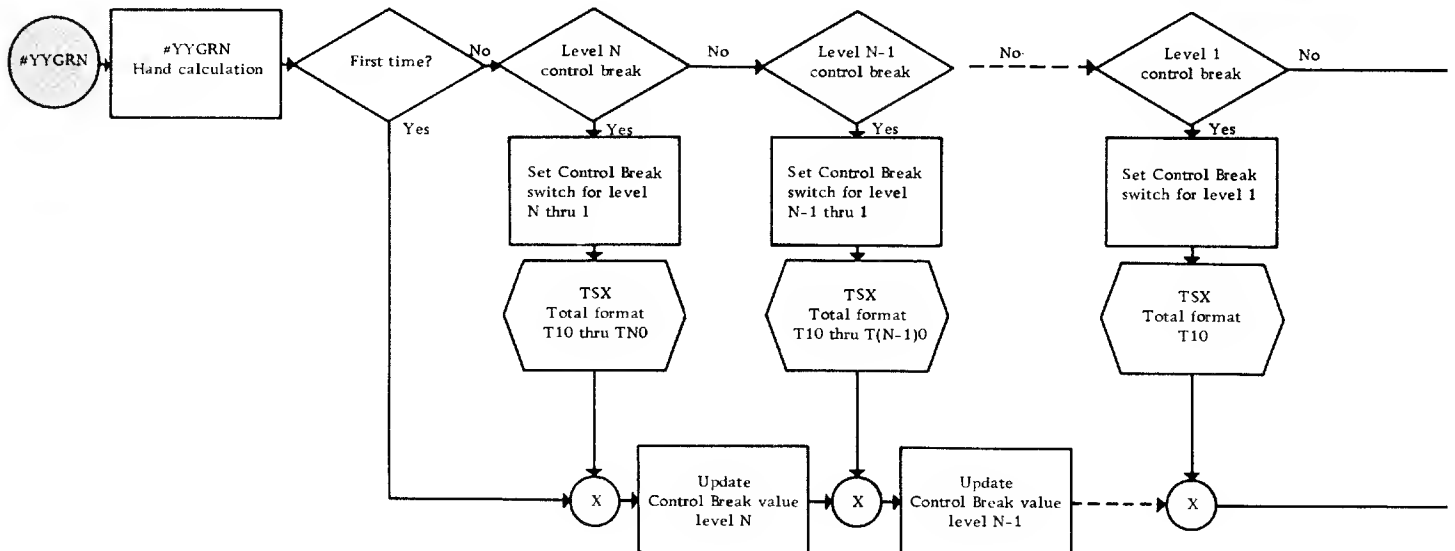 #YYGRN
#YYGRN
Hand calculation
First time?
No
Level N
control break
No
Level N-1
control break
No
Level 1
control break
No
Yes
Yes
Yes
Yes
Set Control Break
switch for level
N thru 1
Set Control Break
switch for level
N-1 thru 1
Set Control Break
switch for level 1
TSX
Total format
T10 thru TN0
TSX
Total format
T10 thru T(N-1)0
TSX
Total format
T10
X
Update
Control Break value
level N
X
Update
Control Break value
level N-1
X